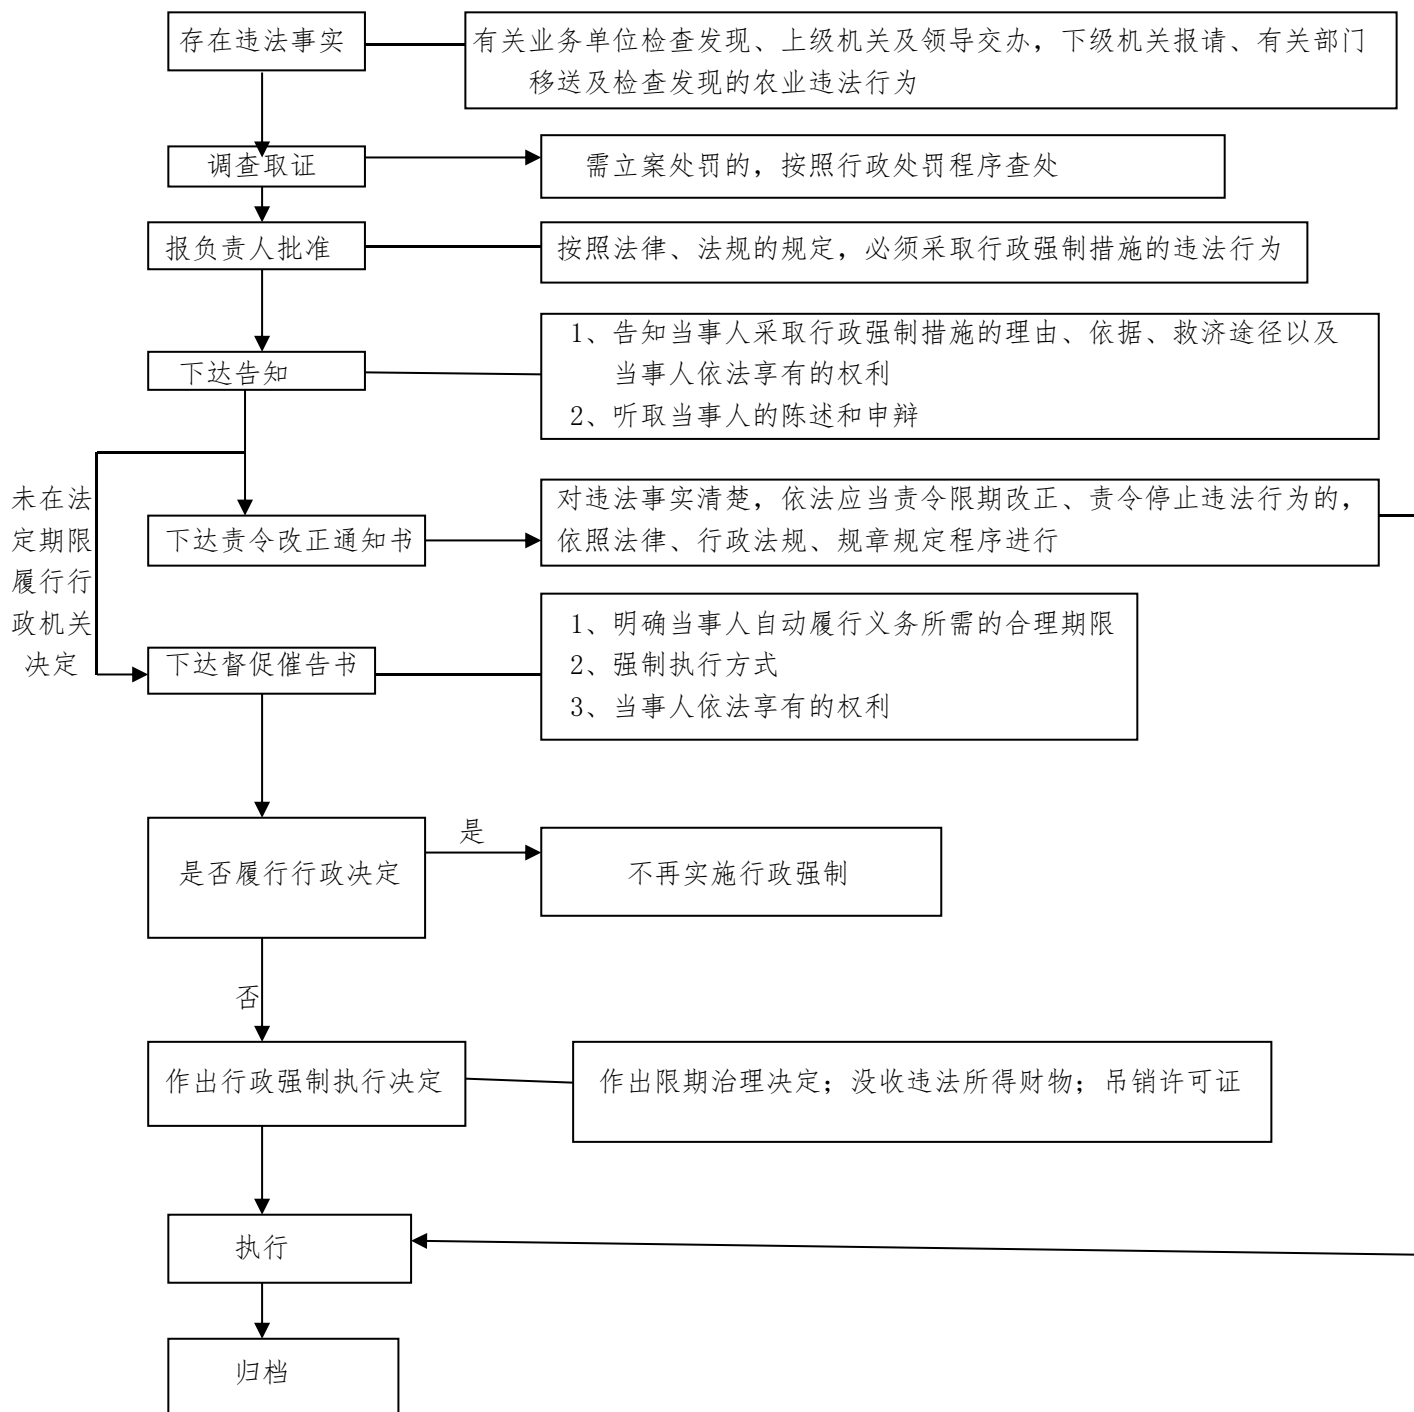 存在违法事实
有关业务单位检查发现、上级机关及领导交办，下级机关报请、有关部门
移送及检查发现的农业违法行为
调查取证
需立案处罚的，按照行政处罚程序查处
报负责人批准
按照法律、法规的规定，必须采取行政强制措施的违法行为
下达告知
1、告知当事人采取行政强制措施的理由、依据、救济途径以及
当事人依法享有的权利
2、听取当事人的陈述和申辩
未在法
定期限
履行行
政机关
决定
下达责令改正通知书
对违法事实清楚，依法应当责令限期改正、责令停止违法行为的，
依照法律、行政法规、规章规定程序进行
下达督促催告书
1、明确当事人自动履行义务所需的合理期限
2、强制执行方式
3、当事人依法享有的权利
是否履行行政决定
是
不再实施行政强制
否
作出行政强制执行决定
作出限期治理决定；没收违法所得财物；吊销许可证
执行
归档